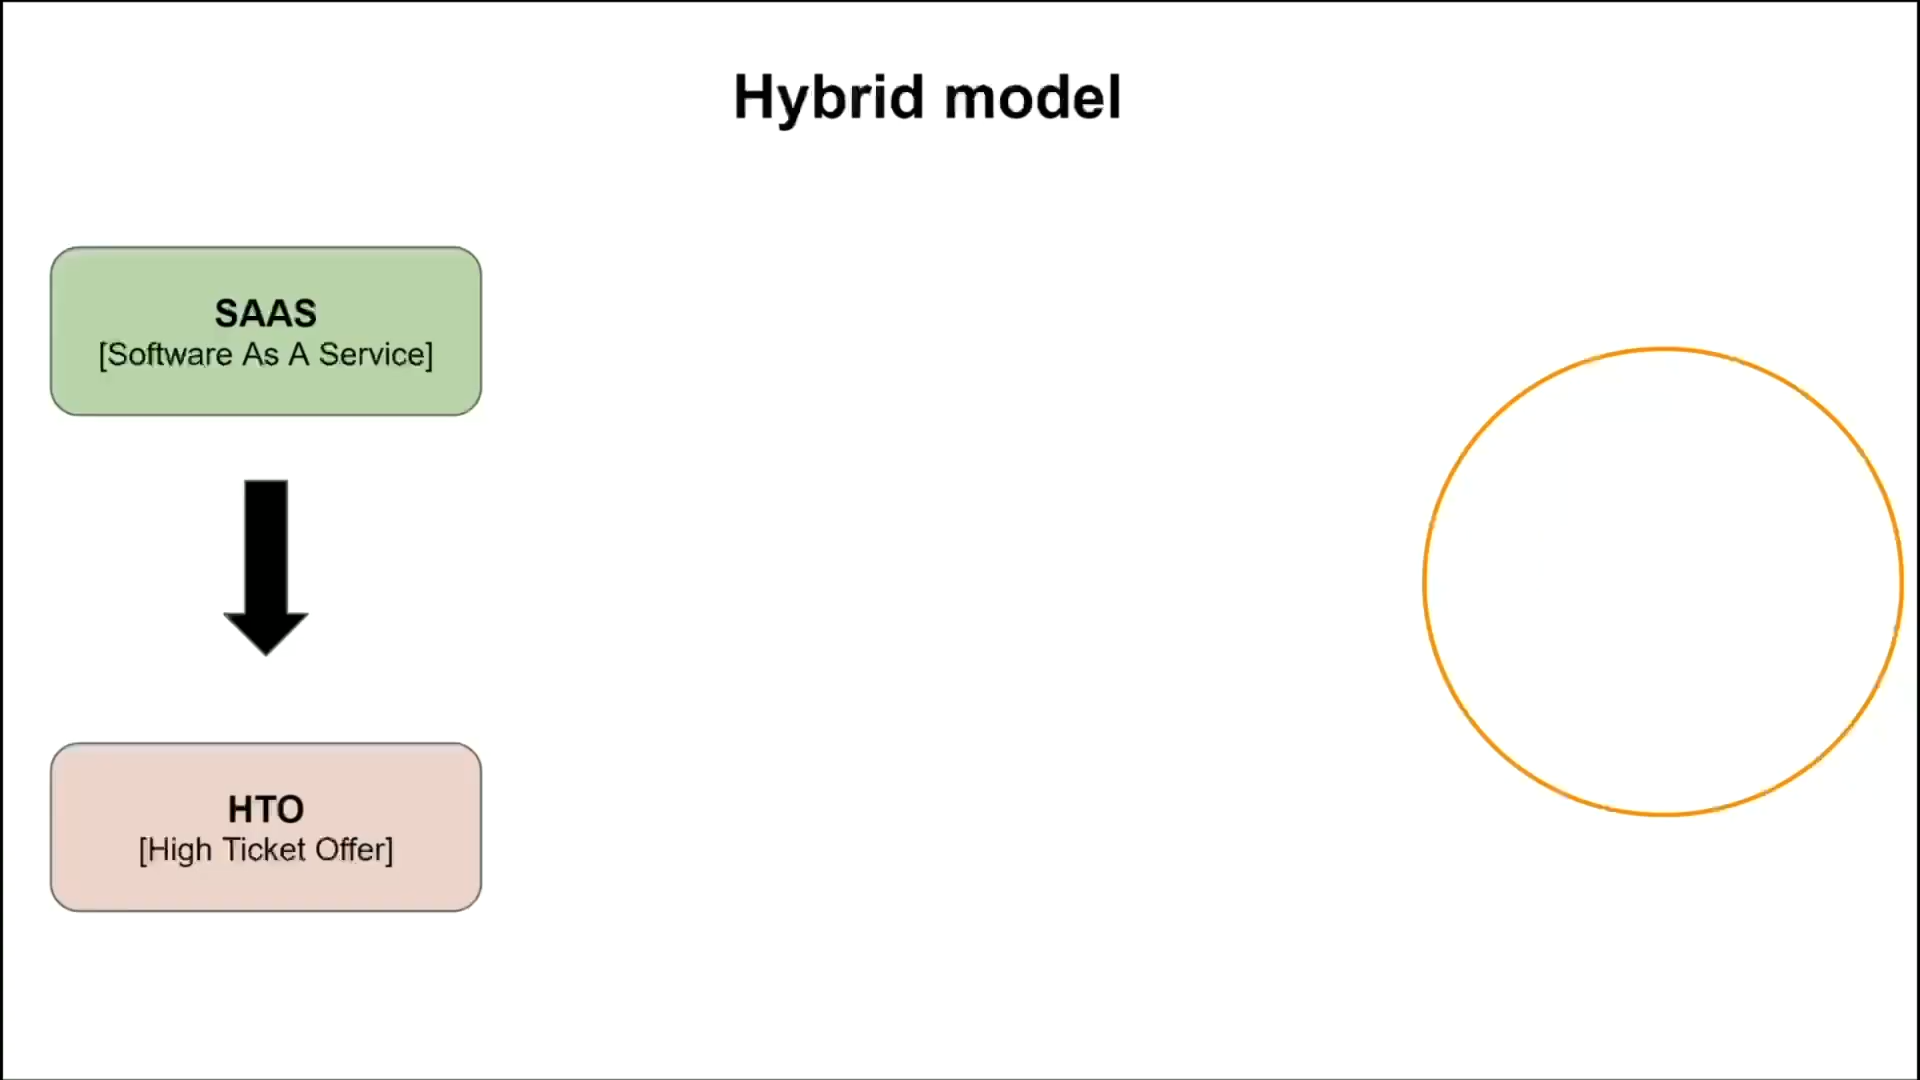 Hybrid model
SAAS
[Software As A Service]
HTO
[High Ticket Offer]